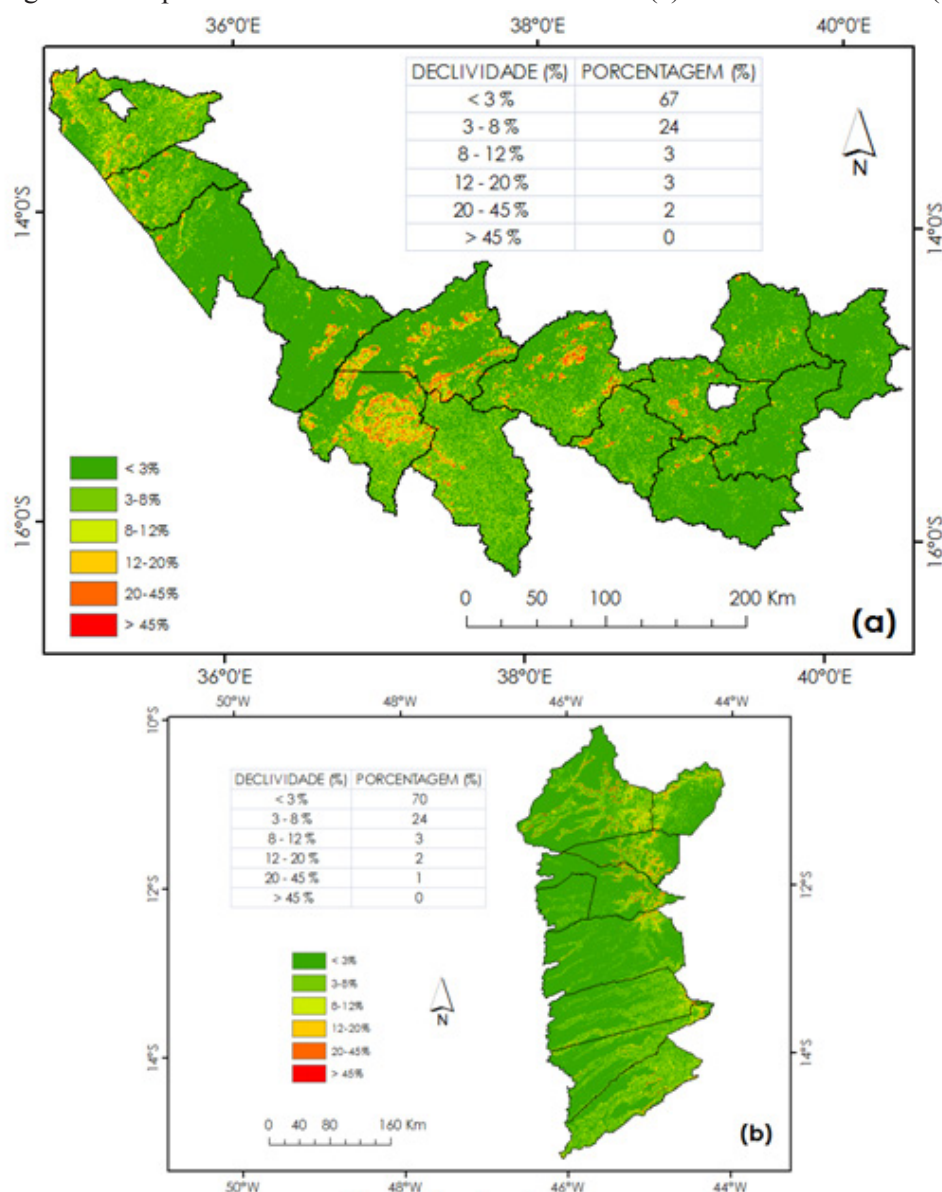 36°0'E 38°0'E 40°0'E
DECLIVIDADE (%) PORCENTAGEM (%)
< 3 % 67
3 - 8 % 24
8 - 12 % 3
12 - 20 % 3
20 - 45 % 2
> 45 % 0
N
14°0'S 14°0'S
< 3%
3-8%
8-12%
12-20%
20-45%
> 45%
16°0'S 16°0'S
0 50 100 200 Km
(a)
36°0'E 38°0'E 40°0'E
50°W 48°W 46°W 44°W
10°S
DECLIVIDADE (%) PORCENTAGEM (%)
< 3 % 70
3 - 8 % 24
8 - 12 % 3
12 - 20 % 2
20 - 45 % 1
> 45 % 0
12°S 12°S
< 3%
3-8%
8-12%
12-20%
20-45%
> 45%
N
14°S 14°S
0 40 80 160 Km
(b)
50°W 48°W 46°W 44°W